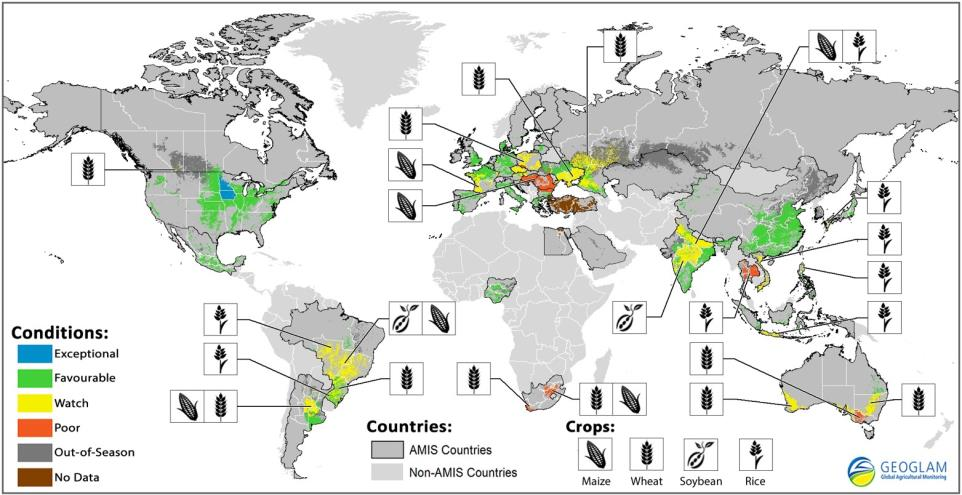 Conditions:
Exceptional
Favourable
Watch
Poor
Out-of-Season
No Data
Countries:
AMIS Countries
Non-AMIS Countries
Crops:
Maize
Wheat
Soybean
Rice
GEOGLAM
Global Agricultural Monitoring